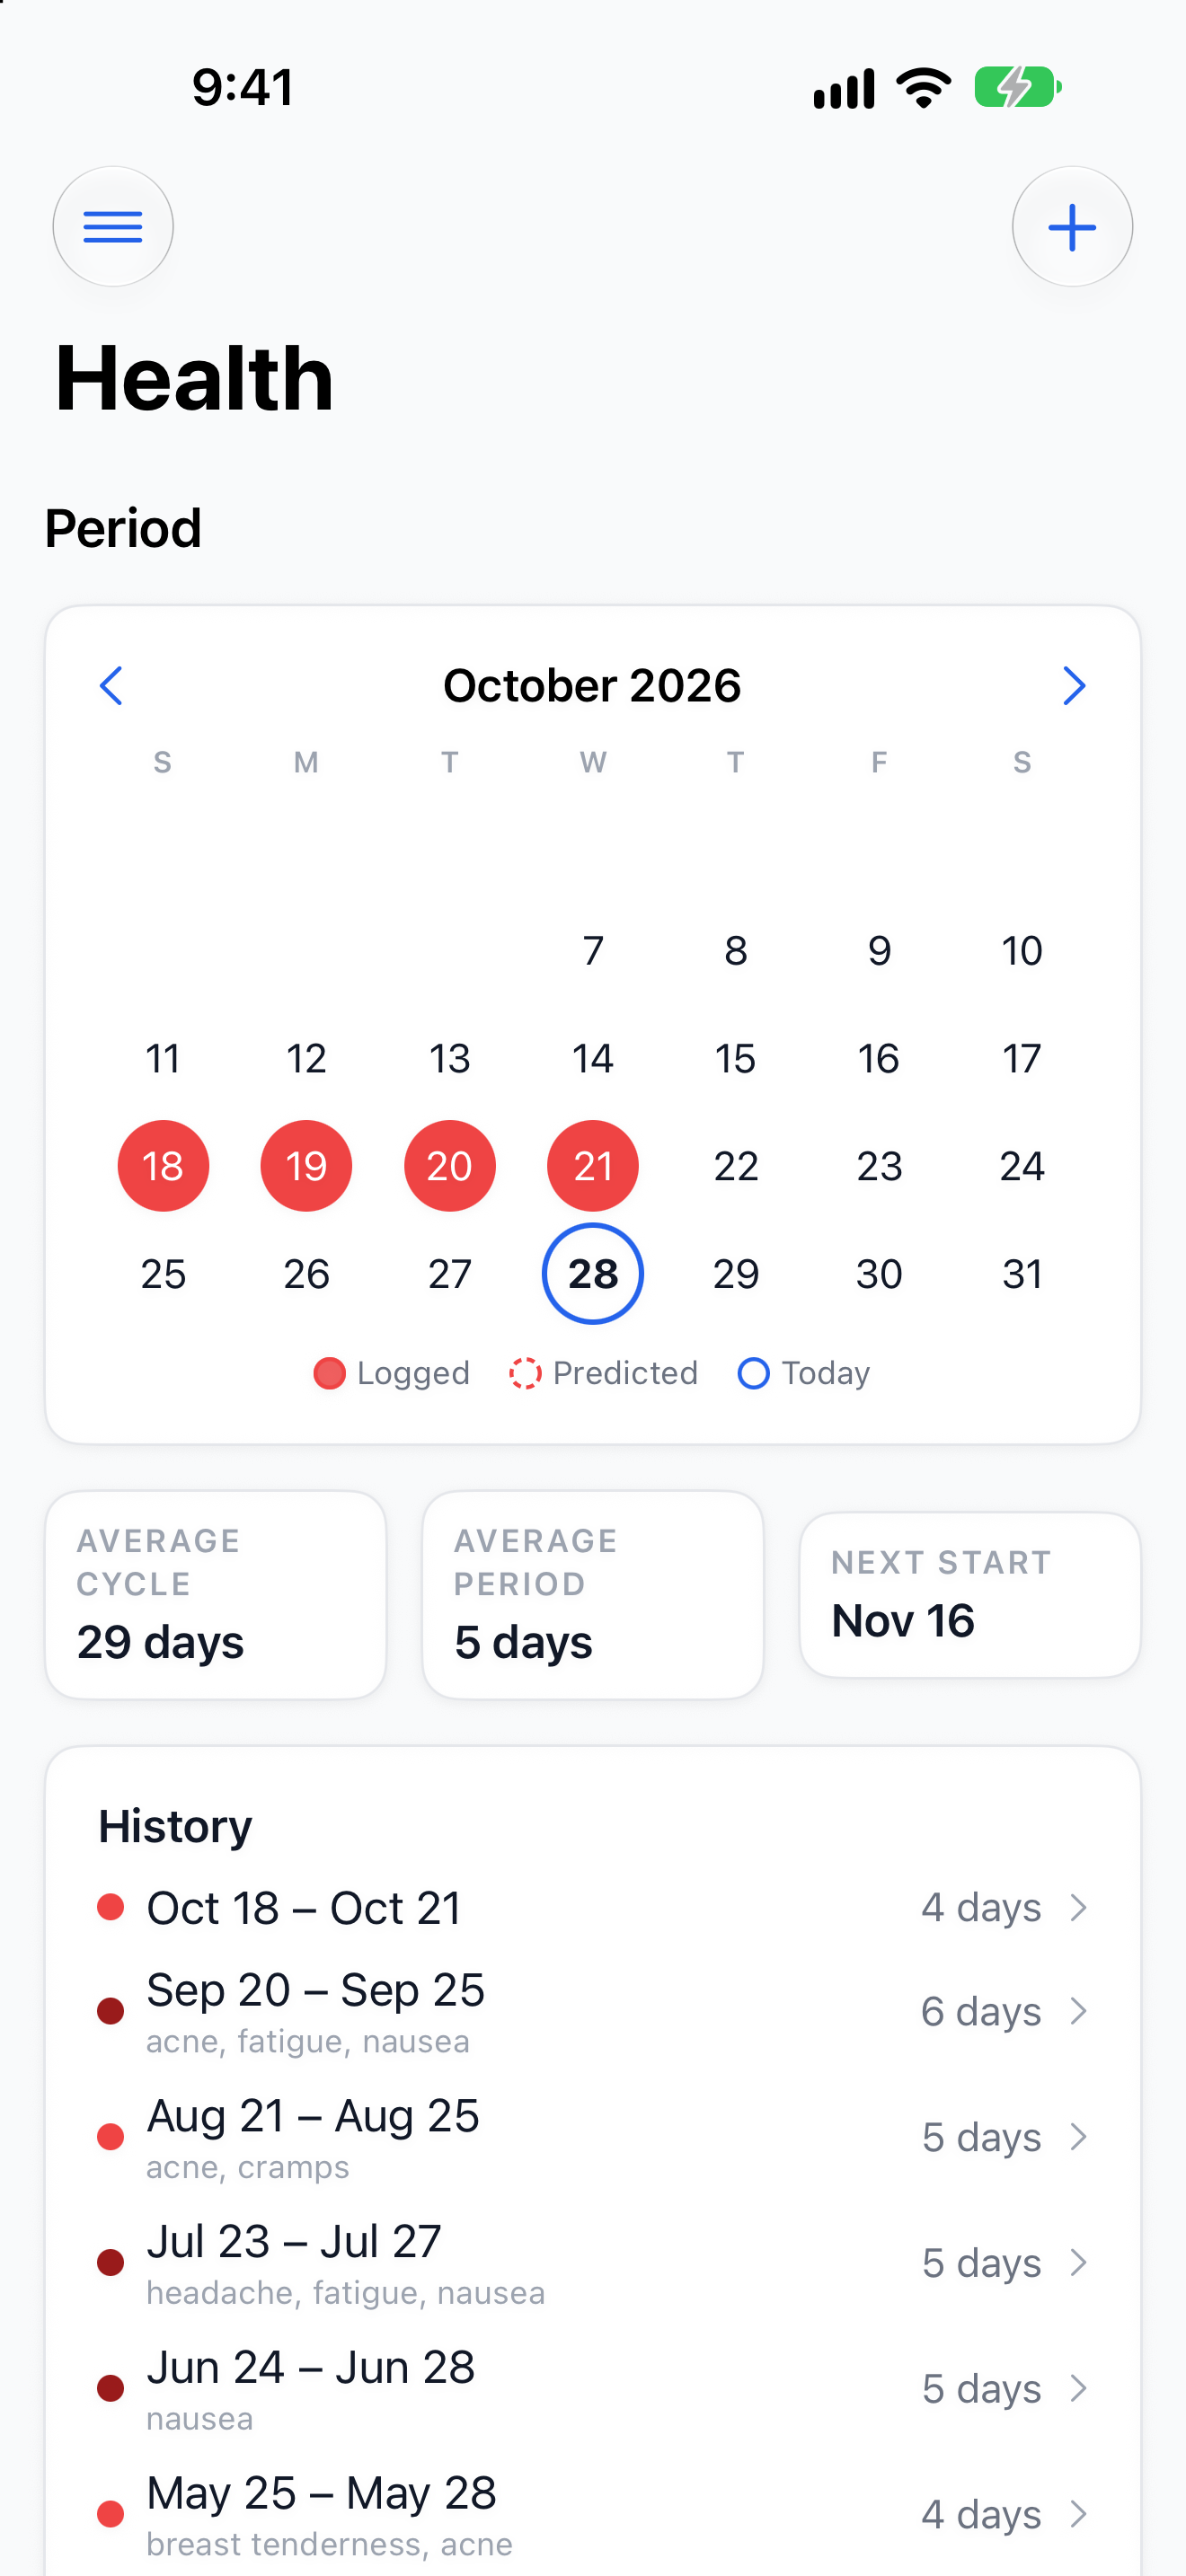 9:41
Health
Period
October 2026
S M T W T F S
7 8 9 10
11 12 13 14 15 16 17
18 19 20 21 22 23 24
25 26 27 28 29 30 31
Logged Predicted Today
AVERAGE CYCLE
29 days
AVERAGE PERIOD
5 days
NEXT START
Nov 16
History
Oct 18 – Oct 21 4 days
Sep 20 – Sep 25 6 days
acne, fatigue, nausea
Aug 21 – Aug 25 5 days
acne, cramps
Jul 23 – Jul 27 5 days
headache, fatigue, nausea
Jun 24 – Jun 28 5 days
nausea
May 25 – May 28 4 days
breast tenderness, acne